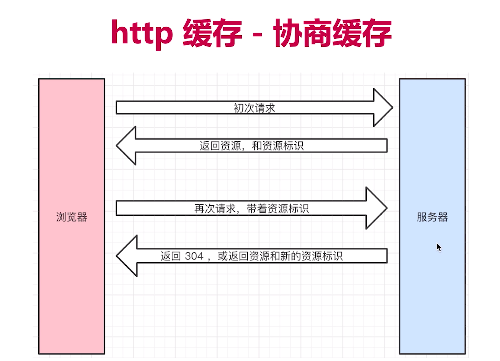 http 缓存 - 协商缓存
初次请求
返回资源，和资源标识
浏览器
再次请求，带着资源标识
服务器
返回 304 ，或返回资源和新的资源标识